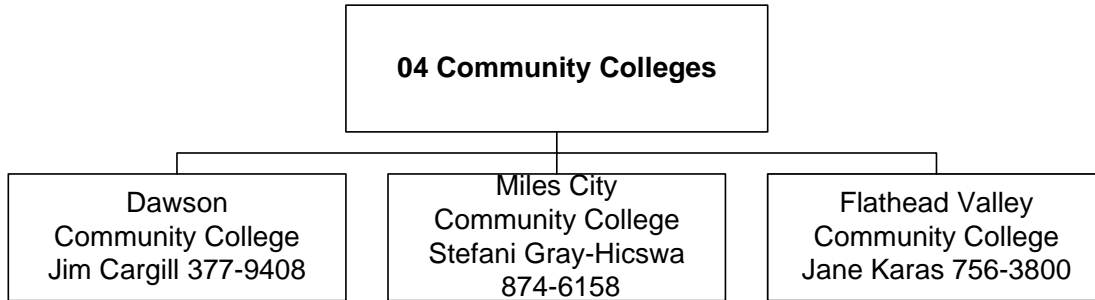 04 Community Colleges
Dawson
Community College
Jim Cargill 377-9408
Miles City
Community College
Stefani Gray-Hicswa
874-6158
Flathead Valley
Community College
Jane Karas 756-3800